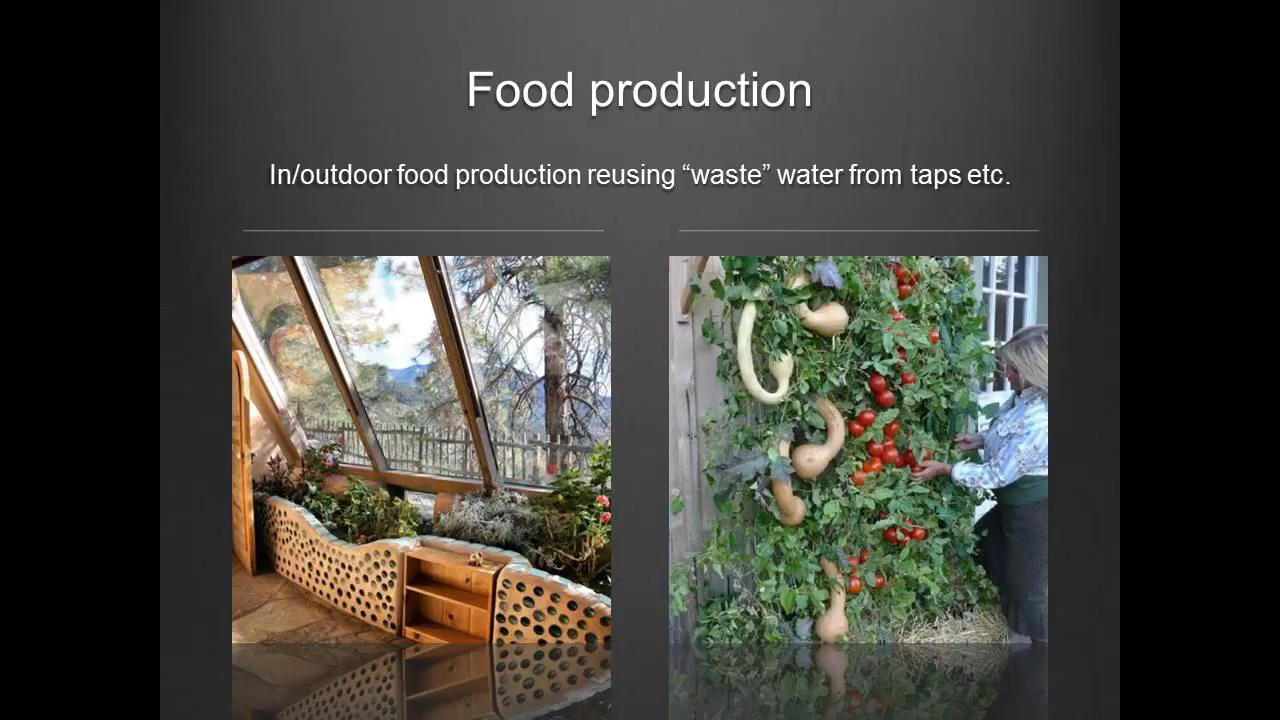 Food production
In/outdoor food production reusing “waste” water from taps etc.